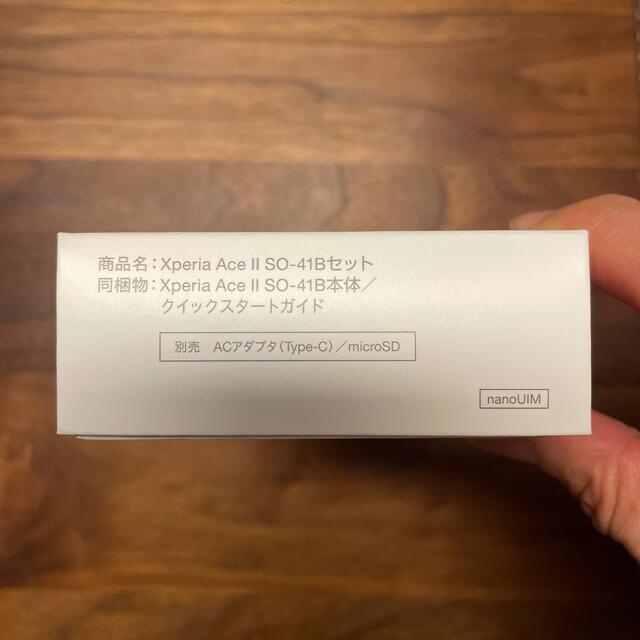 商品名：Xperia Ace II SO-41Bセット
同梱物：Xperia Ace II SO-41B本体／
クイックスタートガイド
別売 ACアダプタ（Type-C）／microSD
nanoUIM